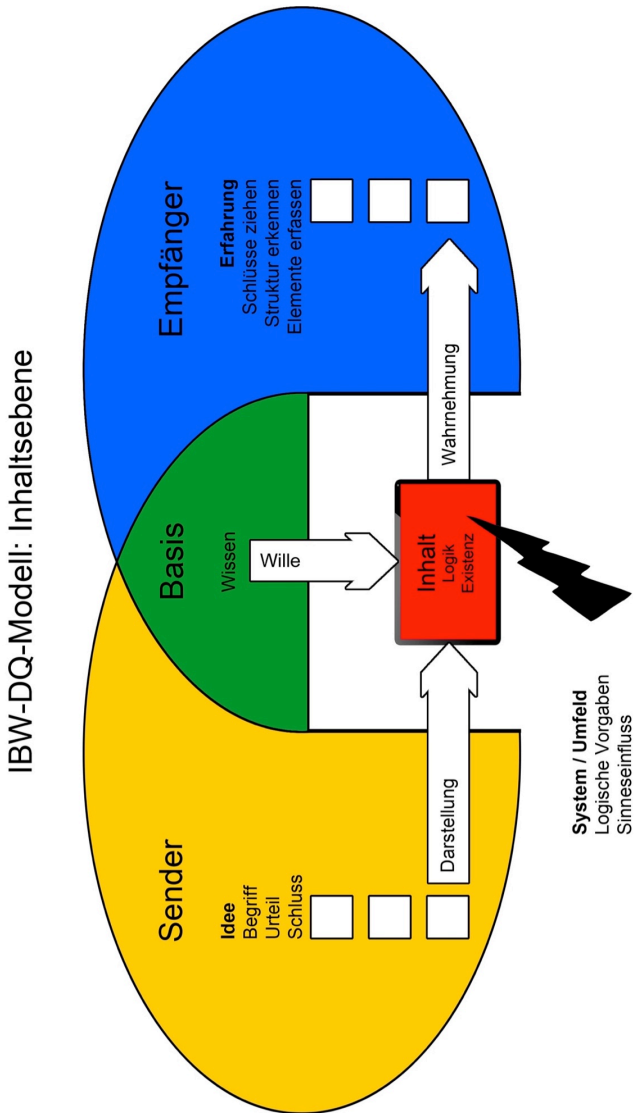 IBW-DQ-Modell: Inhaltsebene
Sender
Idee
Begriff
Urteil
Schluss
Darstellung
Basis
Wissen
Wille
Inhalt
Logik
Existenz
Empfänger
Erfahrung
Schlüsse ziehen
Struktur erkennen
Elemente erfassen
Wahrnehmung
System / Umfeld
Logische Vorgaben
Sinneseinfluss